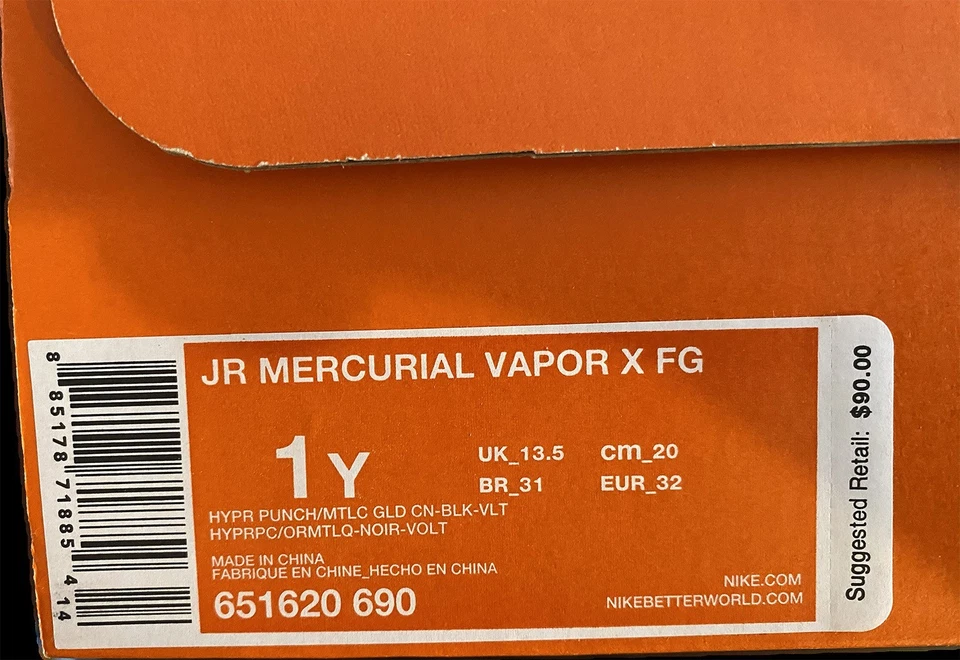 JR MERCURIAL VAPOR X FG
1Y
UK_13.5 cm_20
BR_31 EUR_32
HYPR PUNCH/MTLC GLD CN-BLK-VLT
HYPRPC/ORMTLQ-NOIR-VOLT
MADE IN CHINA
FABRIQUE EN CHINE_HECHO EN CHINA
651620 690
NIKE.COM
NIKEBETTERWORLD.COM
8 85178 71885 4 14
Suggested Retail: $90.00